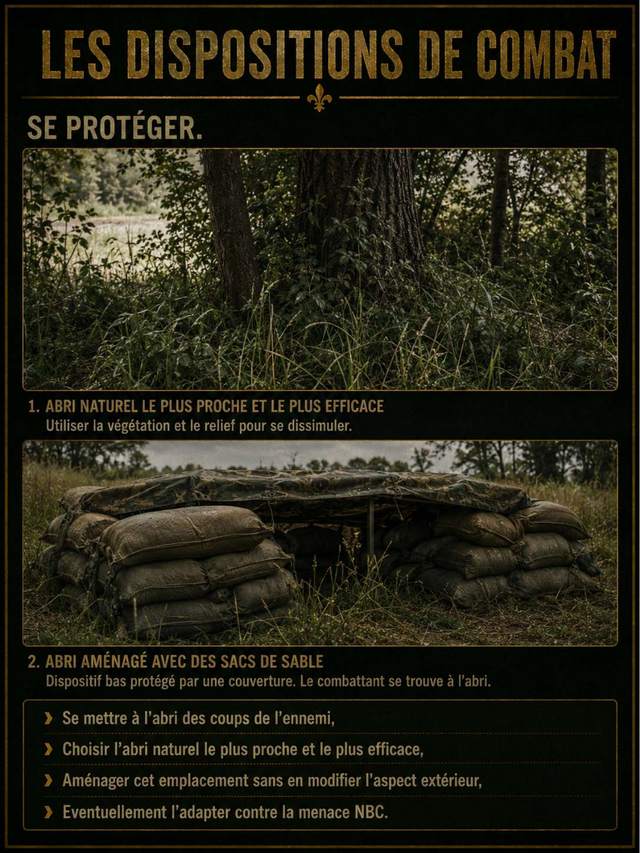 LES DISPOSITIONS DE COMBAT
SE PROTÉGER.
1. ABRI NATUREL LE PLUS PROCHE ET LE PLUS EFFICACE
Utiliser la végétation et le relief pour se dissimuler.
2. ABRI AMÉNAGÉ AVEC DES SACS DE SABLE
Dispositif bas protégé par une couverture. Le combattant se trouve à l'abri.
› Se mettre à l'abri des coups de l'ennemi,
› Choisir l'abri naturel le plus proche et le plus efficace,
› Aménager cet emplacement sans en modifier l'aspect extérieur,
› Eventuellement l'adapter contre la menace NBC.